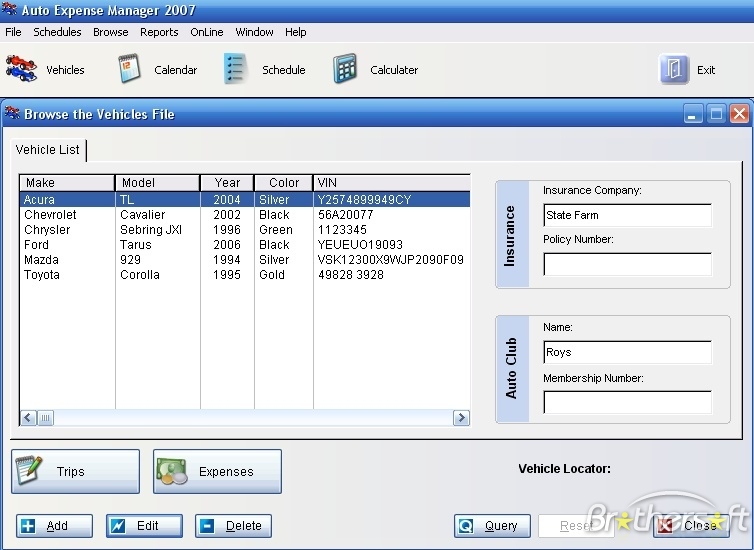 Auto Expense Manager 2007
File Schedules Browse Reports OnLine Window Help
Vehicles Calendar Schedule Calculater Exit
Browse the Vehicles File
Vehicle List
Make Model Year Color VIN
Acura TL 2004 Silver Y2574899949CY
Chevrolet Cavalier 2002 Black 56A20077
Chrysler Sebring JXI 1996 Green 1123345
Ford Tarus 2006 Black YEUEUO19093
Mazda 929 1994 Silver VSK12300X9WJP2090F09
Toyota Corolla 1995 Gold 49828 3928
Insurance
Insurance Company:
State Farm
Policy Number:
Auto Club
Name:
Roys
Membership Number:
Trips Expenses Vehicle Locator:
Add Edit Delete Query Reset Close
Brothersoft